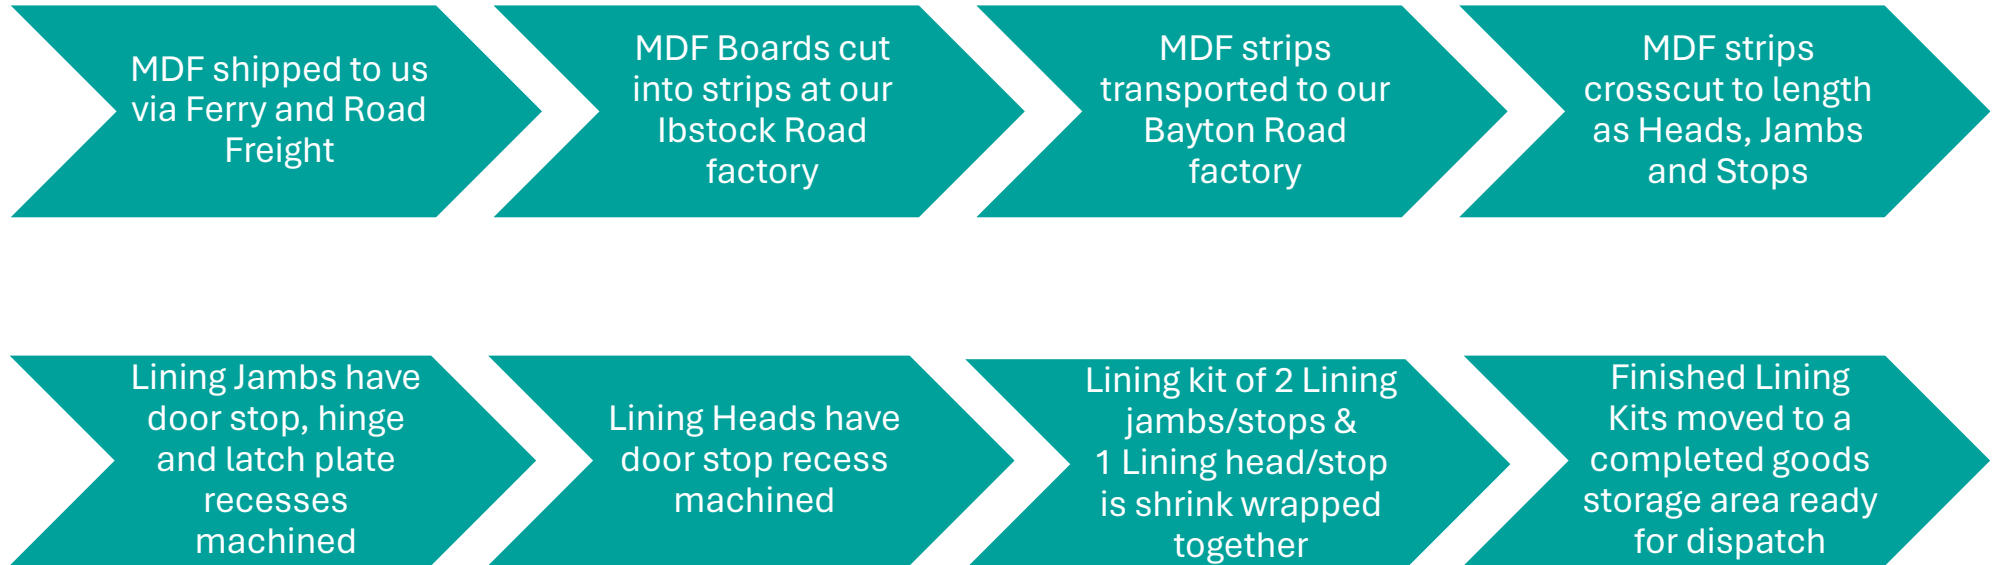 MDF shipped to us
via Ferry and Road
Freight
MDF Boards cut
into strips at our
Ibstock Road
factory
MDF strips
transported to our
Bayton Road
factory
MDF strips
crosscut to length
as Heads, Jambs
and Stops
Lining Jambs have
door stop, hinge
and latch plate
recesses
machined
Lining Heads have
door stop recess
machined
Lining kit of 2 Lining
jambs/stops &
1 Lining head/stop
is shrink wrapped
together
Finished Lining
Kits moved to a
completed goods
storage area ready
for dispatch